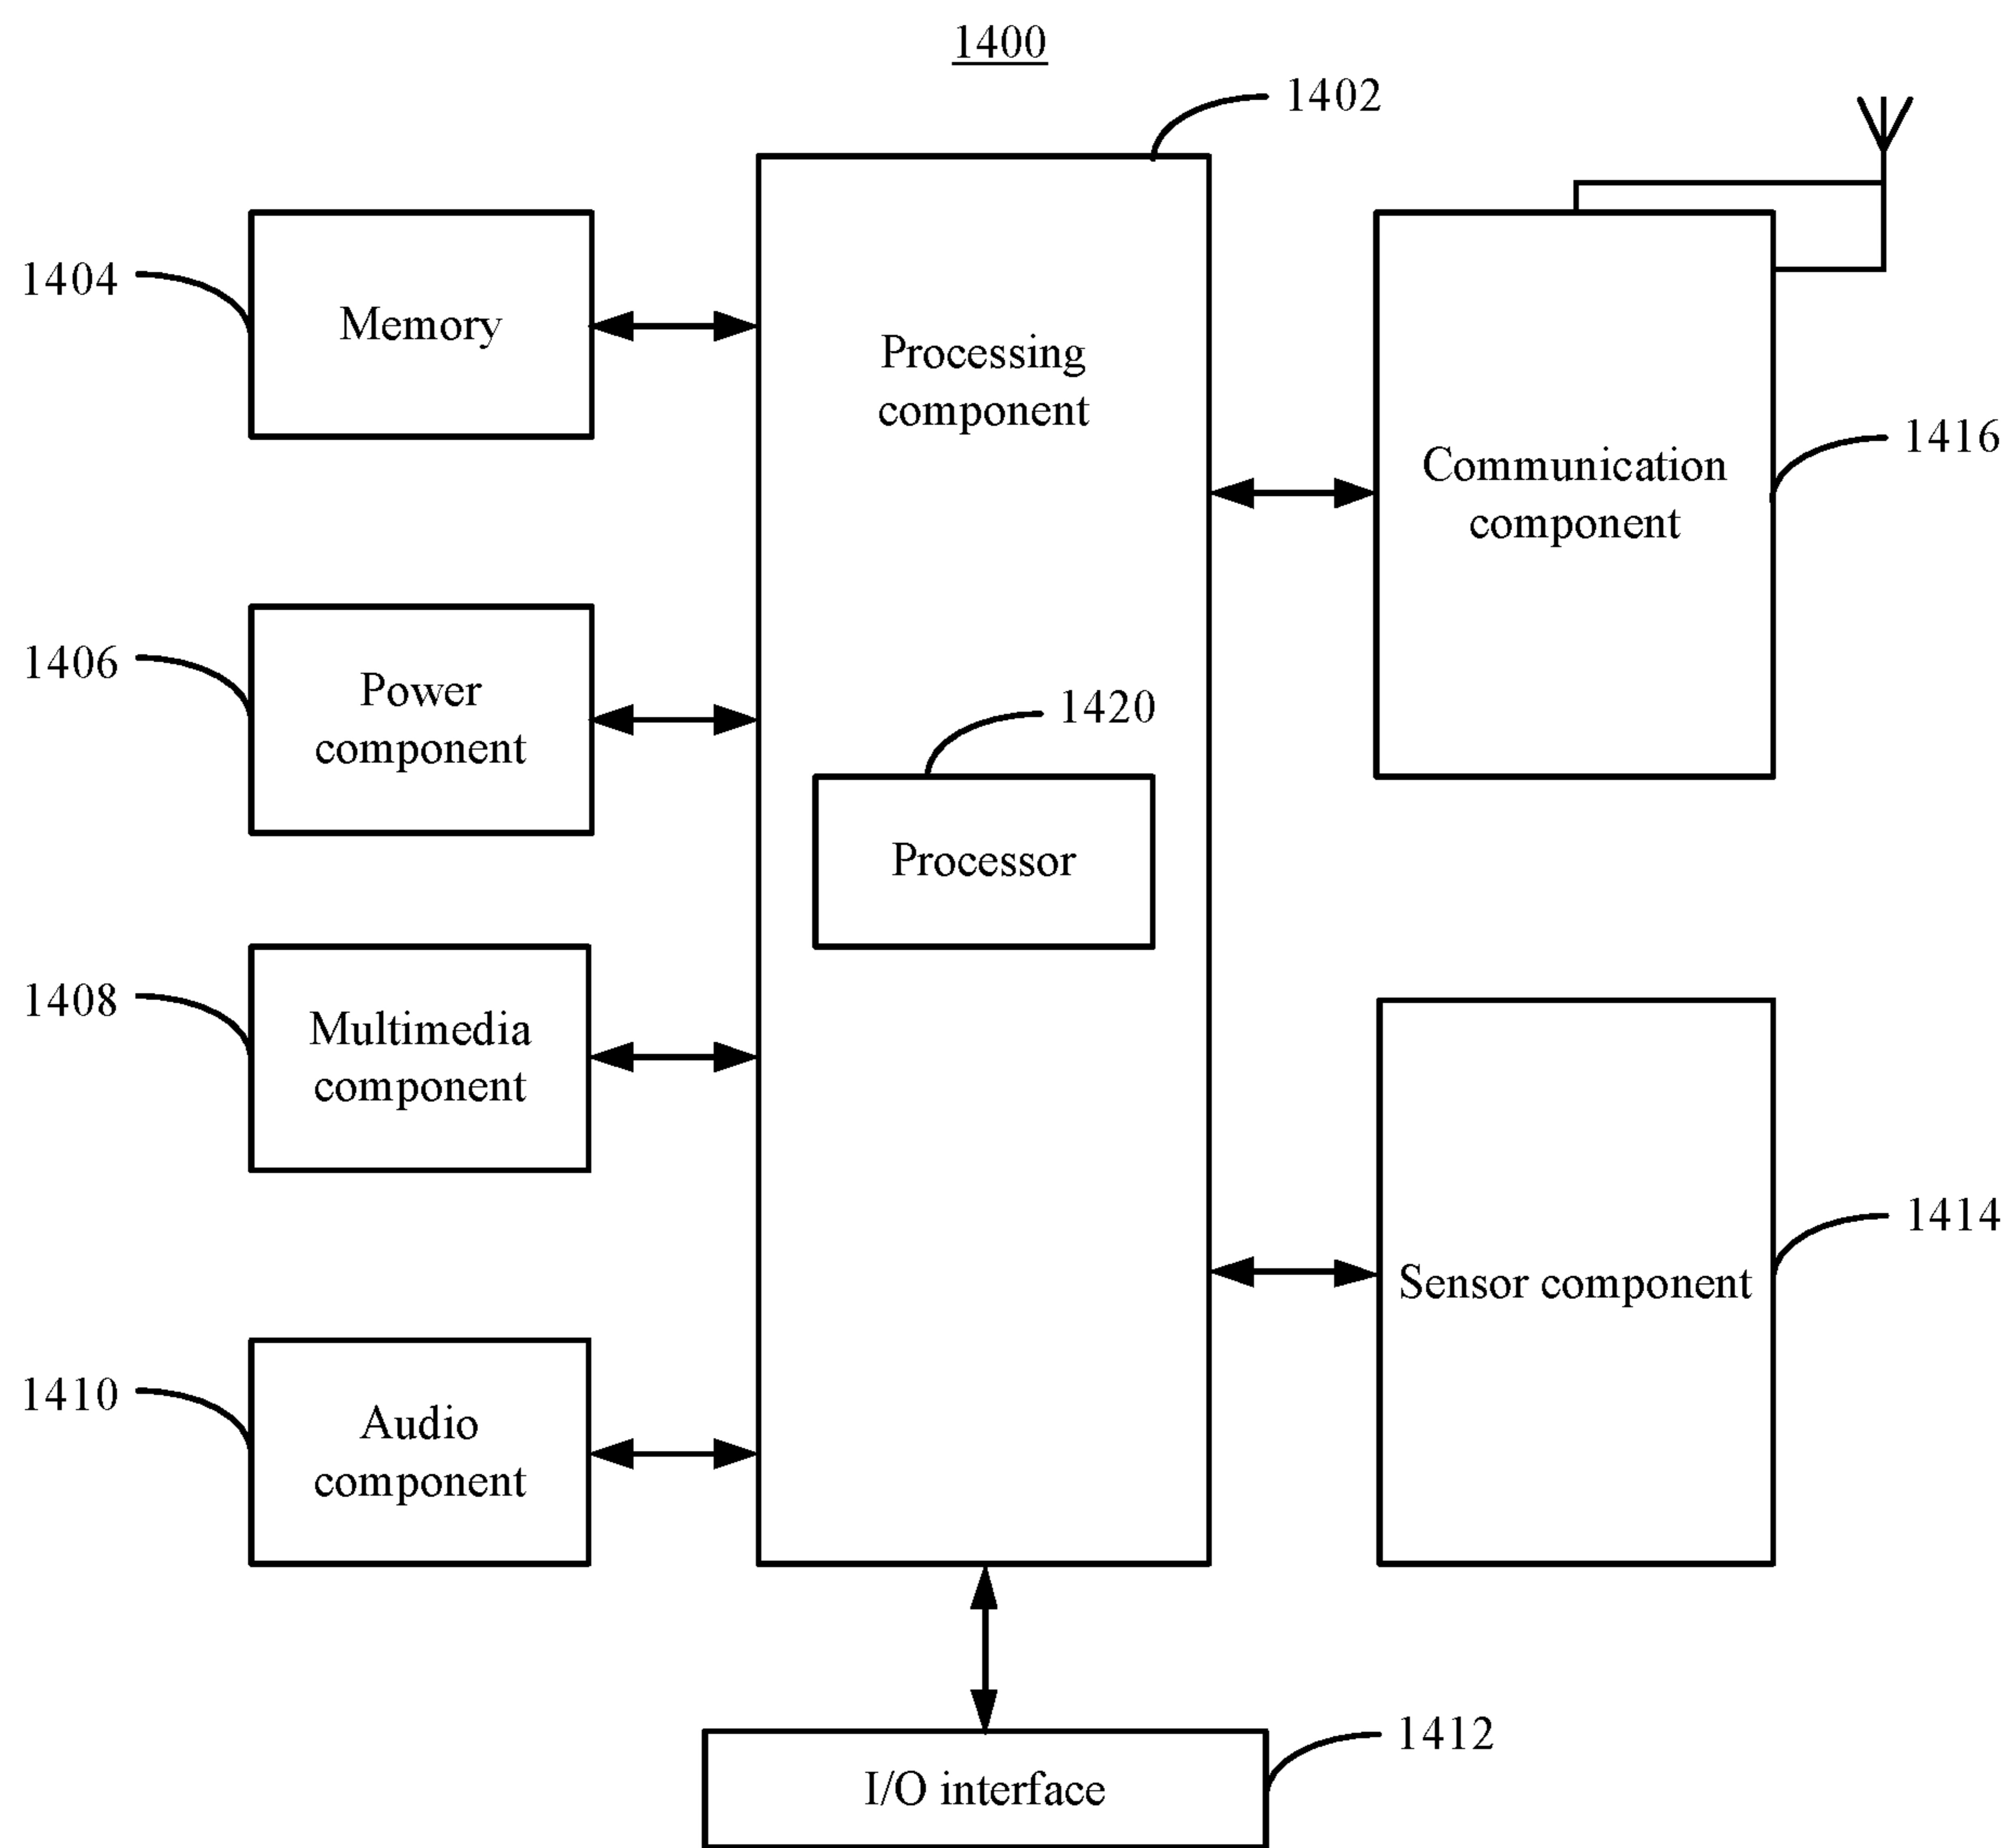 1400
1402
1404
Memory
Processing
component
Communication
component
1416
1406
Power
component
1420
Processor
1408
Multimedia
component
1414
Sensor component
1410
Audio
component
1412
I/O interface